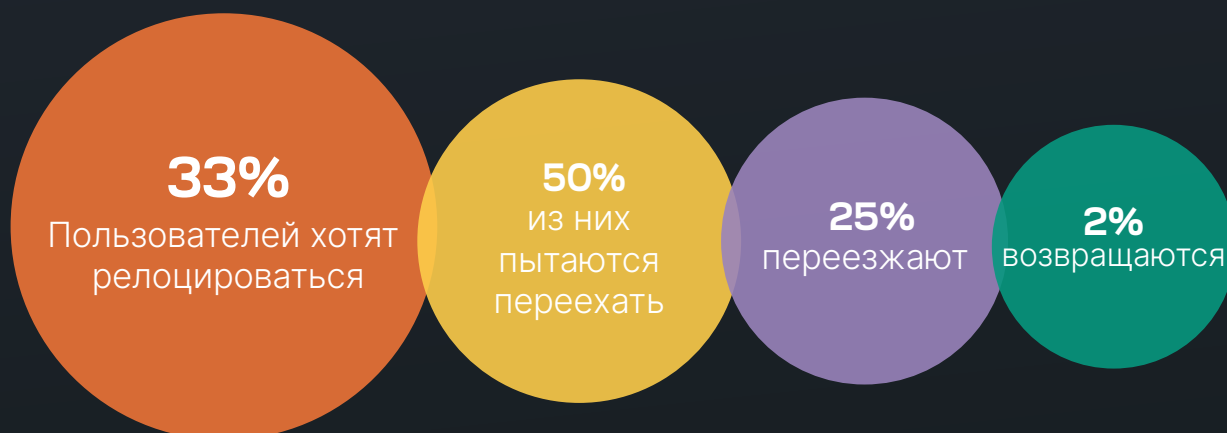 33%
Пользователей хотят
релоцироваться
50%
из них
пытаются
переехать
25%
переезжают
2%
возвращаются